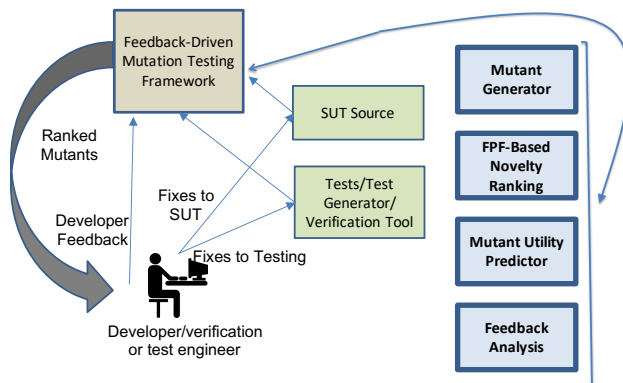 Feedback-Driven
Mutation Testing
Framework
Ranked
Mutants
Developer
Feedback
Fixes to
SUT
Fixes to Testing
SUT Source
Tests/Test
Generator/
Verification Tool
Developer/verification
or test engineer
Mutant
Generator
FPF-Based
Novelty
Ranking
Mutant Utility
Predictor
Feedback
Analysis